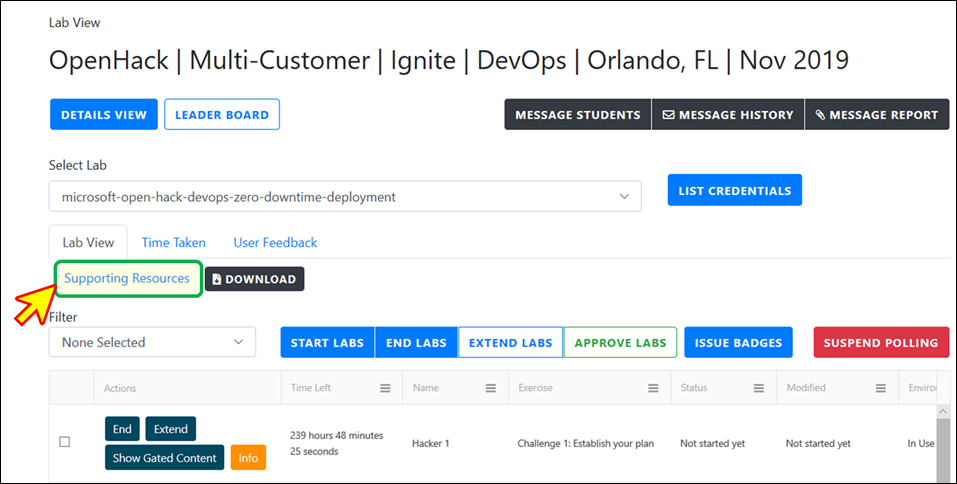 Lab View
OpenHack | Multi-Customer | Ignite | DevOps | Orlando, FL | Nov 2019
DETAILS VIEW LEADER BOARD MESSAGE STUDENTS MESSAGE HISTORY MESSAGE REPORT
Select Lab
microsoft-open-hack-devops-zero-downtime-deployment LIST CREDENTIALS
Lab View Time Taken User Feedback
Supporting Resources DOWNLOAD
Filter
None Selected START LABS END LABS EXTEND LABS APPROVE LABS ISSUE BADGES SUSPEND POLLING
Actions Time Left Name Exercise Status Modified Enviro
End Extend
239 hours 48 minutes
25 seconds
Hacker 1 Challenge 1: Establish your plan Not started yet Not started yet In Use
Show Gated Content Info